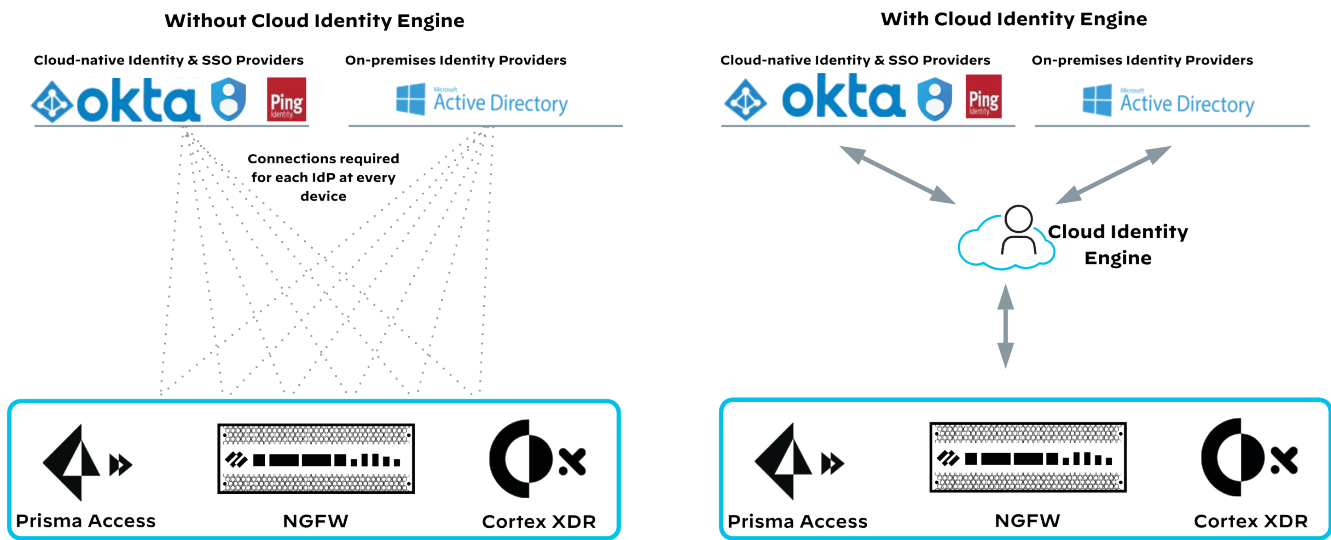 Without Cloud Identity Engine
Cloud-native Identity & SSO Providers
On-premises Identity Providers
okta
Ping
Identity
Microsoft
Active Directory
Connections required
for each IdP at every
device
Prisma Access
NGFW
Cortex XDR
With Cloud Identity Engine
Cloud-native Identity & SSO Providers
On-premises Identity Providers
okta
Ping
Identity
Microsoft
Active Directory
Cloud Identity
Engine
Prisma Access
NGFW
Cortex XDR